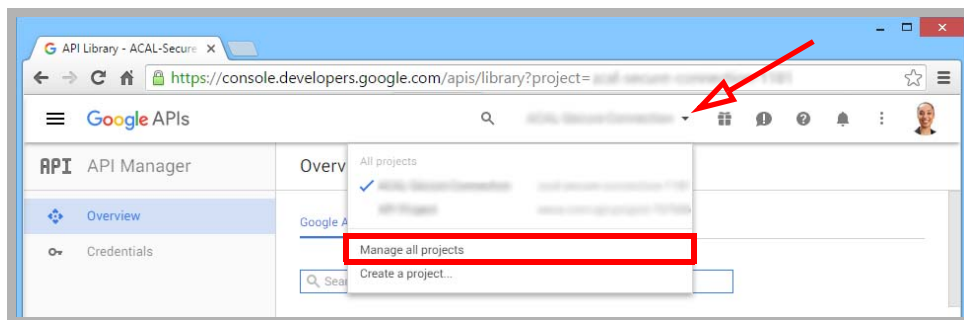 API Library - ACAL-Secure
https://console.developers.google.com/apis/library?project=
Google APIs
API API Manager
Overv
All projects
Overview
Google A
Credentials
Manage all projects
Create a project...
Sear